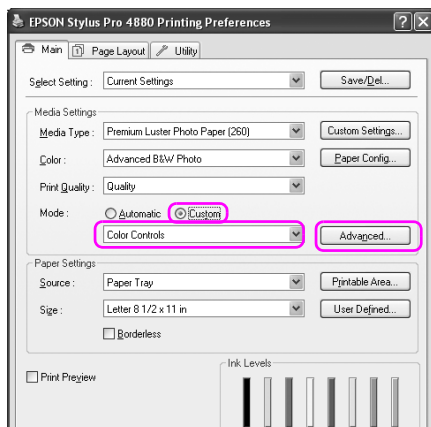 EPSON Stylus Pro 4880 Printing Preferences
Main Page Layout Utility
Select Setting : Current Settings Save/Del...
Media Settings
Media Type : Premium Luster Photo Paper (260) Custom Settings...
Color : Advanced B&W Photo Paper Config...
Print Quality : Quality
Mode : Automatic Custom
Color Controls Advanced...
Paper Settings
Source : Paper Tray Printable Area...
Size : Letter 8 1/2 x 11 in User Defined...
Borderless
Print Preview
Ink Levels